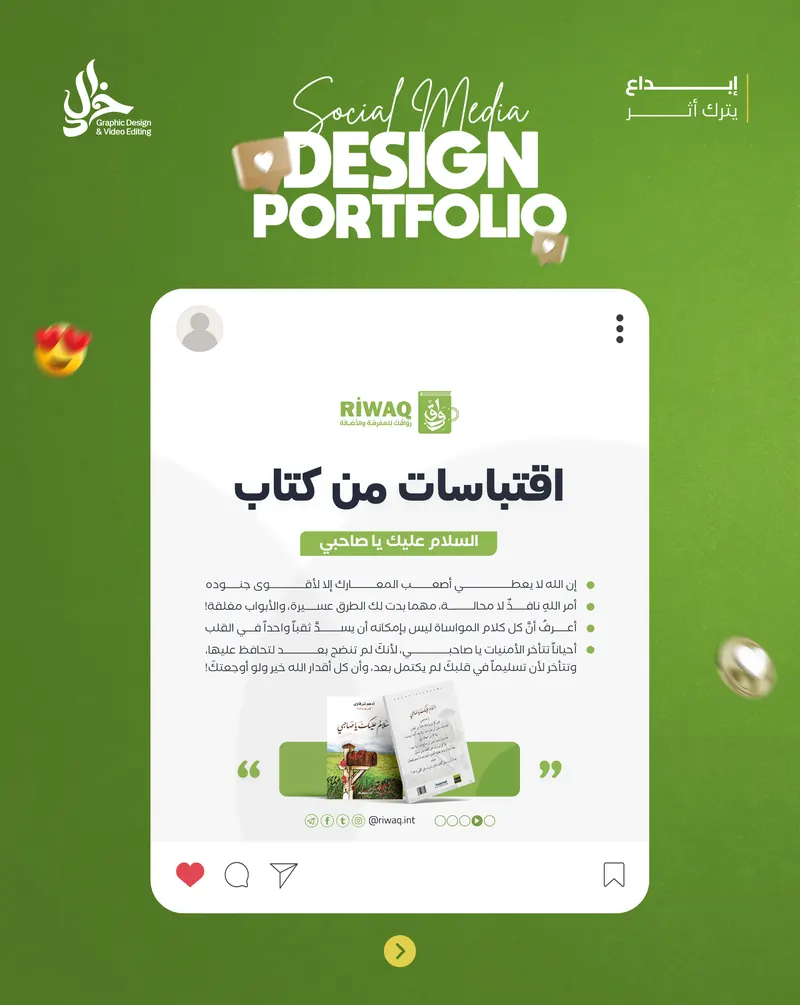 Graphic Design
& Video Editing
إبداع
يترك أثر
Social Media
DESIGN
PORTFOLIO
RiWAQ
رواقك للمعرفة والأصالة
رواق
اقتباسات من كتاب
السلام عليك يا صاحبي
إن الله لا يعطي أصعب المعارك إلا لأقوى جنوده
أمر اللهِ نافذٌ لا محالة، مهما بدت لك الطرق عسيرة، والأبواب مغلقة!
أعرفُ أنَّ كل كلام المواساة ليس بإمكانه أن يسدَّ ثقباً واحداً في القلب
أحياناً تتأخر الأمنيات يا صاحبي، لأنكَ لم تنضج بعد لتحافظ عليها،
وتتأخر لأن تسليماً في قلبكَ لم يكتمل بعد، وأن كل أقدار الله خير ولو أوجعتكَ!
أدهم شرقاوي
سلامٌ عليكَ يا صاحبي
@riwaq.int